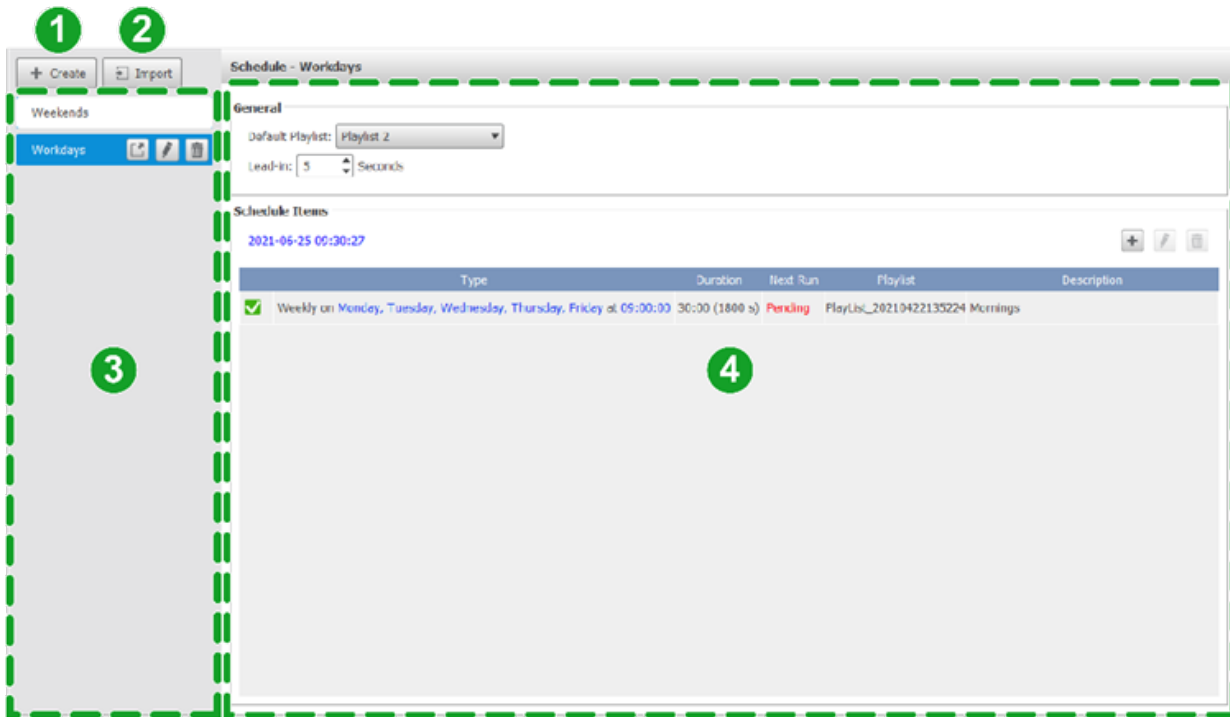 1 2
+ Create Import
Schedule - Workdays
Weekends
Workdays
General
Default Playlist: Playlist 2
Lead-in: 5 Seconds
Schedule Items
2021-06-25 09:30:27
Type Duration Next Run Playlist Description
Weekly on Monday, Tuesday, Wednesday, Thursday, Friday at 09:00:00 30:00 (1800 s) Pending PlayList_20210422135224 Mornings
3 4